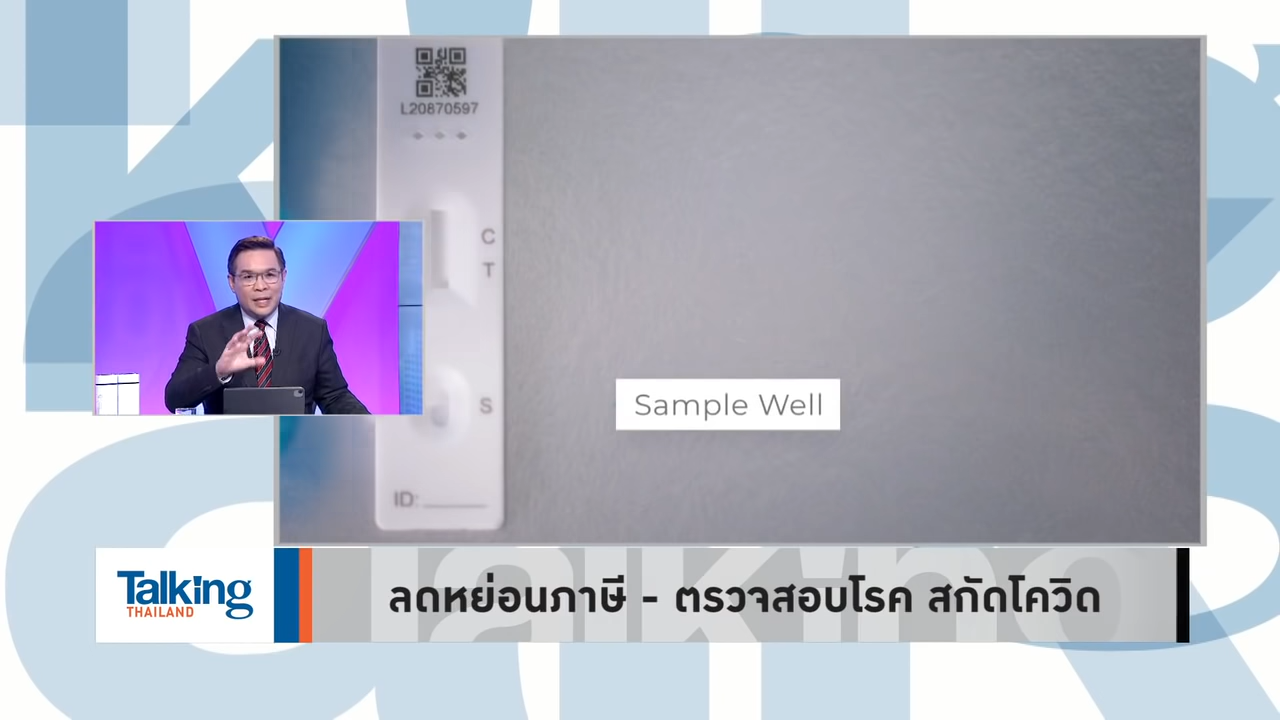 L20870597
C
T
S
Sample Well
ID:
Talking
THAILAND
ลดหย่อนภาษี - ตรวจสอบโรค สกัดโควิด